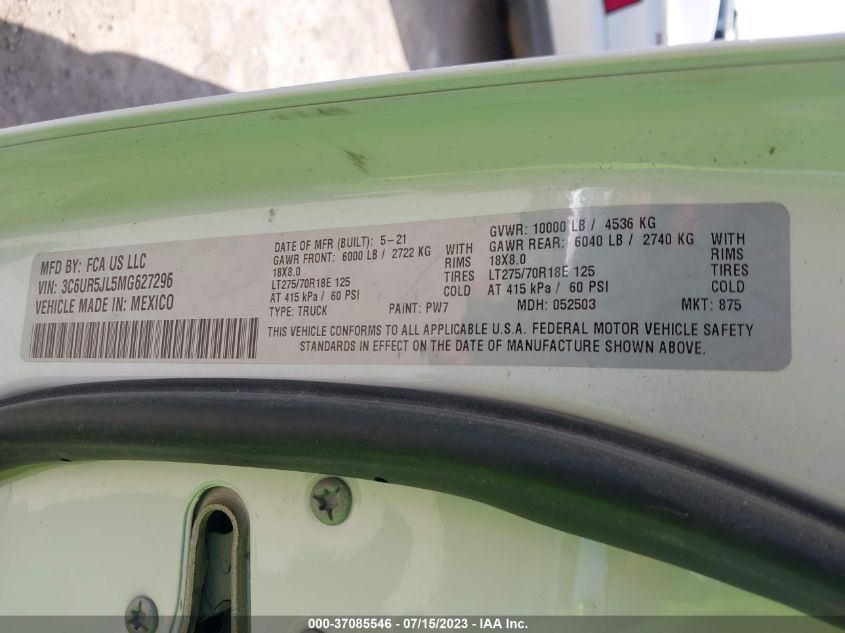 MFD BY: FCA US LLC
VIN: 3C6UR5JL5MG627296
VEHICLE MADE IN: MEXICO
DATE OF MFR (BUILT): 5-21
GAWR FRONT: 6000 LB / 2722 KG WITH
18X8.0 RIMS
LT275/70R18E 125 TIRES
AT 415 kPa / 60 PSI COLD
TYPE: TRUCK PAINT: PW7
GVWR: 10000 LB / 4536 KG
GAWR REAR: 6040 LB / 2740 KG WITH
18X8.0 RIMS
LT275/70R18E 125 TIRES
AT 415 kPa / 60 PSI COLD
MDH: 052503 MKT: 875
THIS VEHICLE CONFORMS TO ALL APPLICABLE U.S.A. FEDERAL MOTOR VEHICLE SAFETY
STANDARDS IN EFFECT ON THE DATE OF MANUFACTURE SHOWN ABOVE.
000-37085546 - 07/15/2023 - IAA Inc.